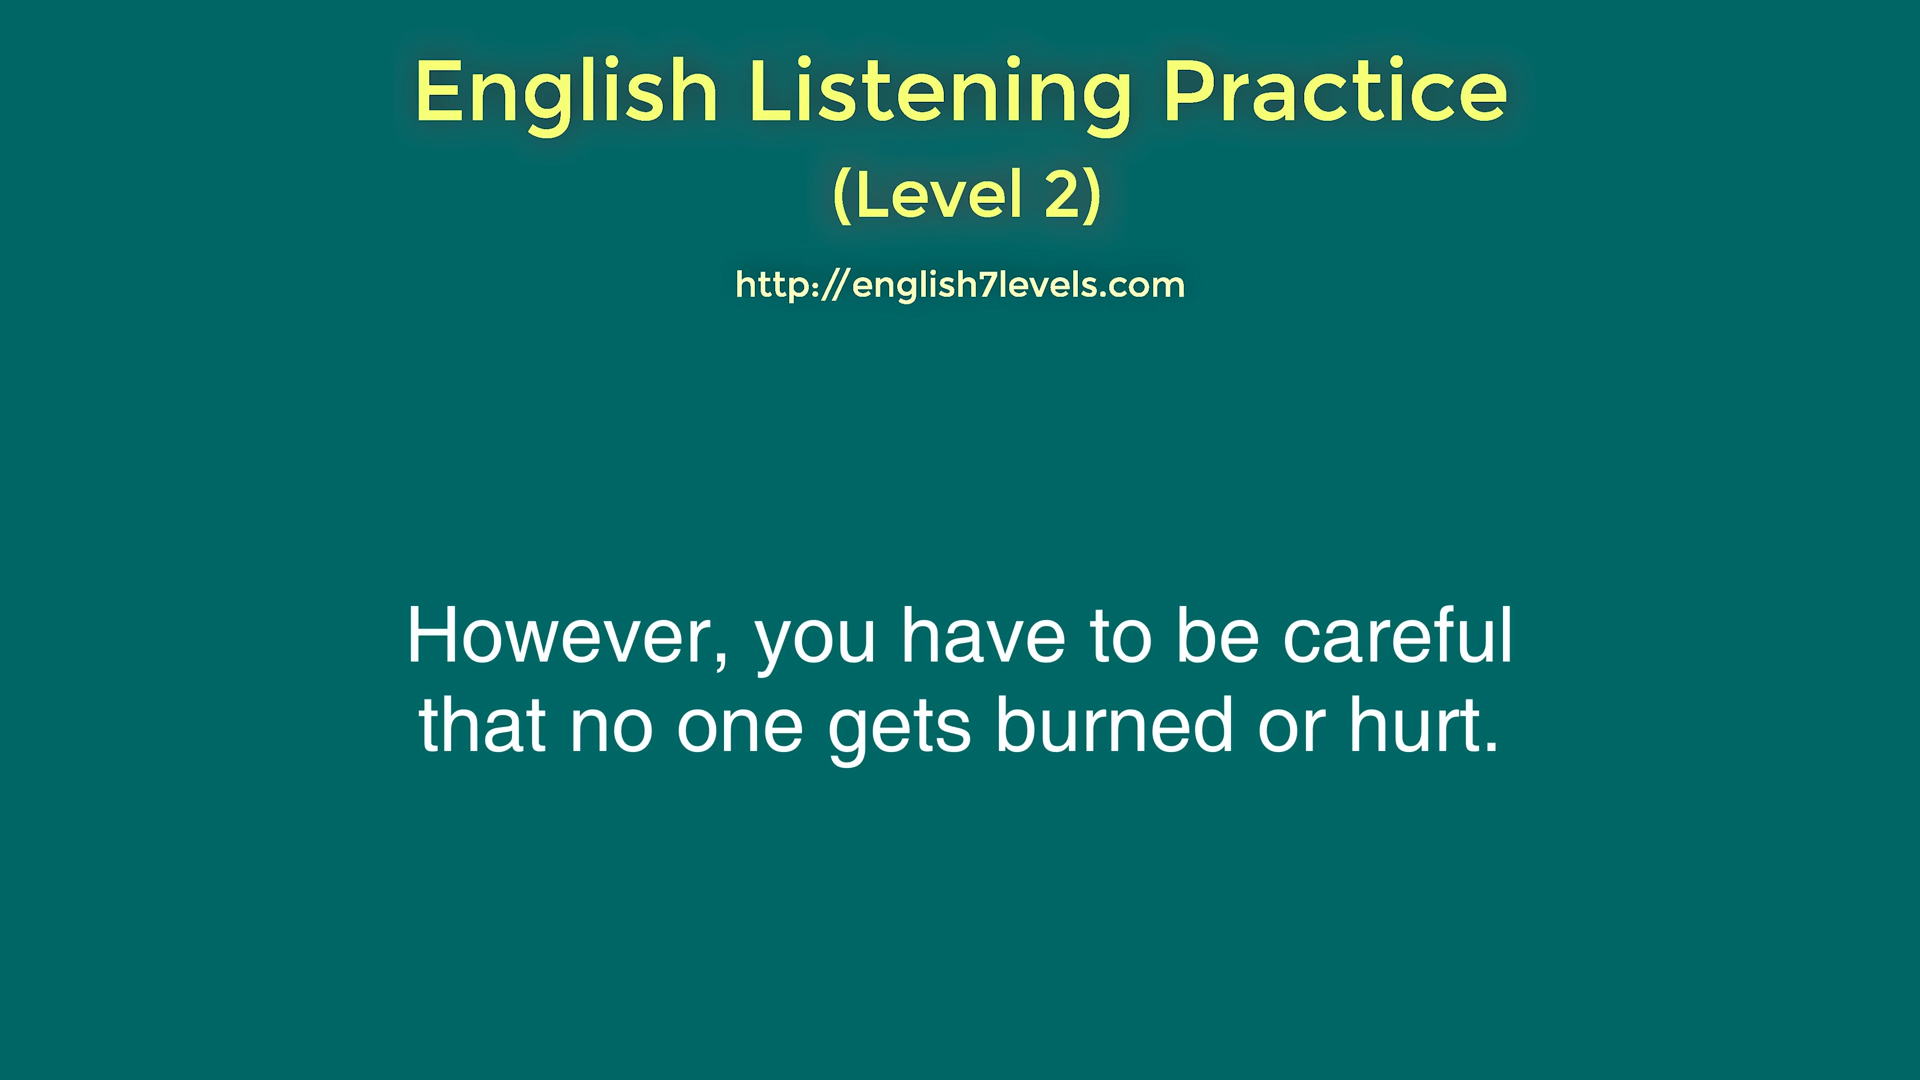 English Listening Practice
(Level 2)
http://english7levels.com
However, you have to be careful
that no one gets burned or hurt.